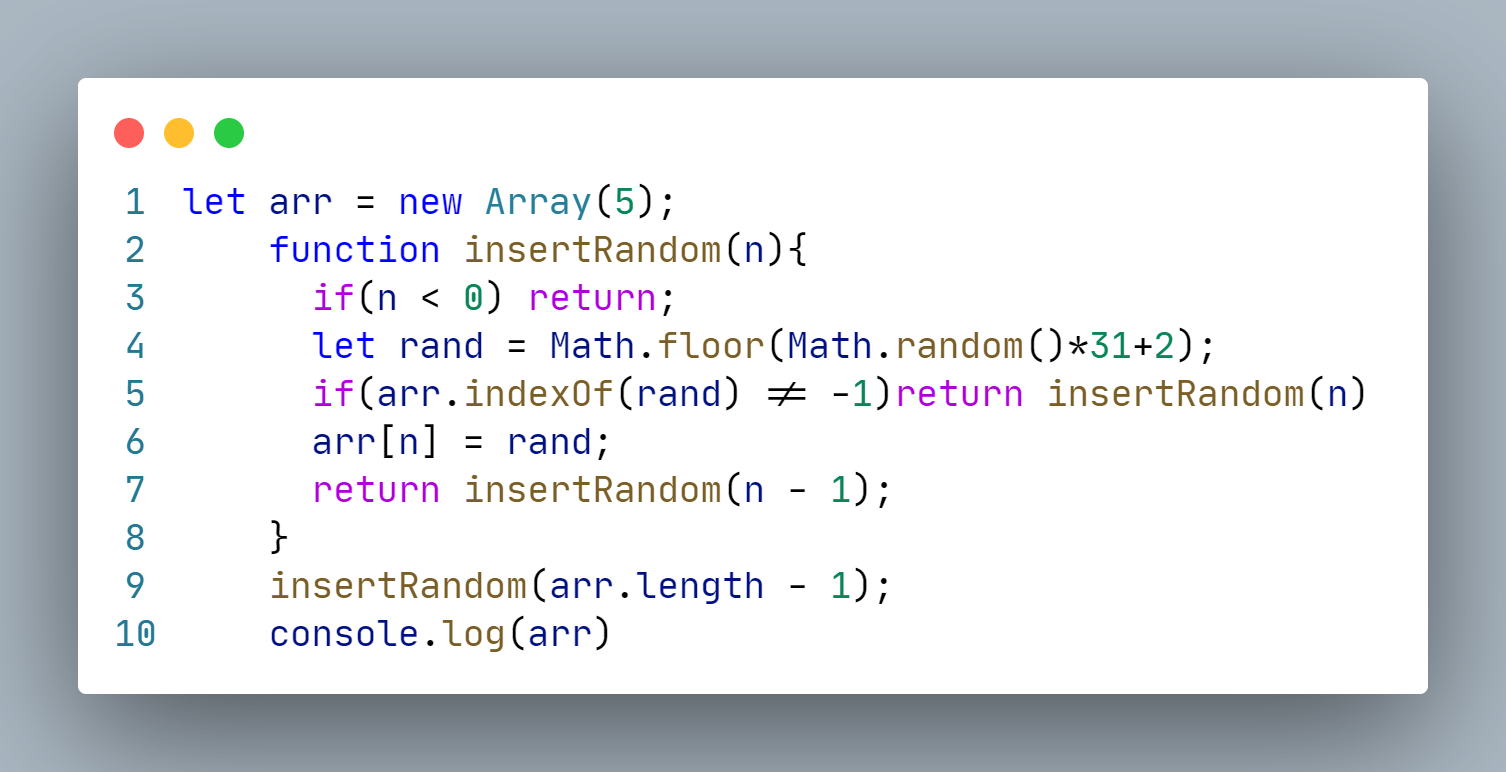 1 let arr = new Array(5);
2     function insertRandom(n){
3       if(n < 0) return;
4       let rand = Math.floor(Math.random()*31+2);
5       if(arr.indexOf(rand) != -1)return insertRandom(n)
6       arr[n] = rand;
7       return insertRandom(n - 1);
8     }
9     insertRandom(arr.length - 1);
10     console.log(arr)